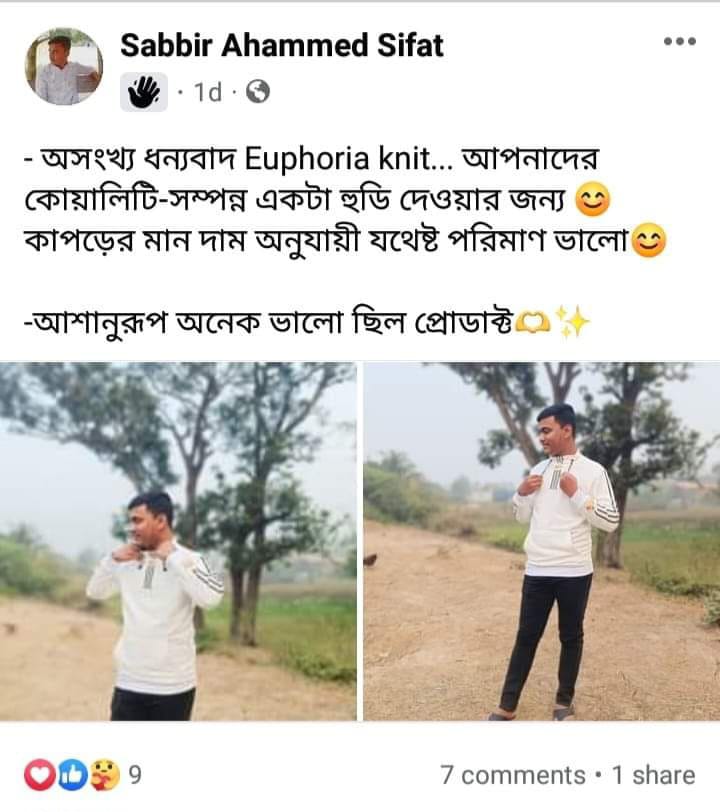 Sabbir Ahammed Sifat
· 1d ·
- অসংখ্য ধন্যবাদ Euphoria knit... আপনাদের
কোয়ালিটি-সম্পন্ন একটা হুডি দেওয়ার জন্য 😊
কাপড়ের মান দাম অনুযায়ী যথেষ্ট পরিমাণ ভালো😊
-আশানুরূপ অনেক ভালো ছিল প্রোডাক্ট🫶✨
9
7 comments • 1 share